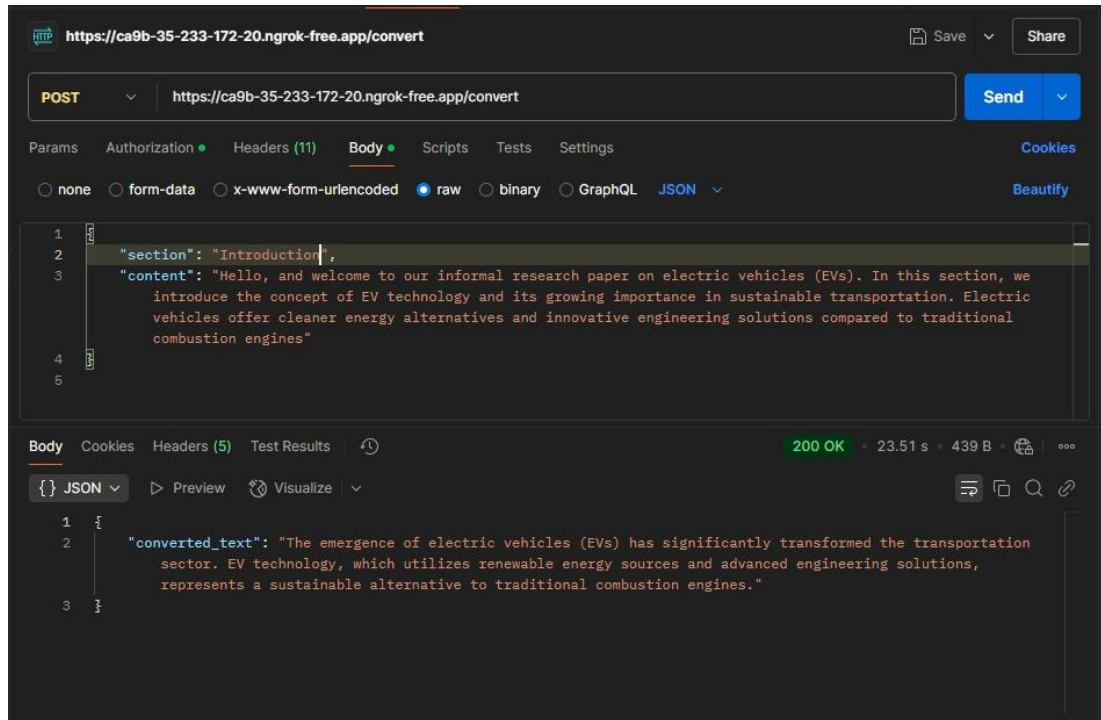 HTTP https://ca9b-35-233-172-20.ngrok-free.app/convert Save Share
POST https://ca9b-35-233-172-20.ngrok-free.app/convert Send
Params Authorization Headers (11) Body Scripts Tests Settings Cookies
none form-data x-www-form-urlencoded raw binary GraphQL JSON Beautify
1 {
2 "section": "Introduction",
3 "content": "Hello, and welcome to our informal research paper on electric vehicles (EVs). In this section, we
introduce the concept of EV technology and its growing importance in sustainable transportation. Electric
vehicles offer cleaner energy alternatives and innovative engineering solutions compared to traditional
combustion engines"
4 }
5
Body Cookies Headers (5) Test Results 200 OK 23.51 s 439 B
{} JSON Preview Visualize
1 {
2 "converted_text": "The emergence of electric vehicles (EVs) has significantly transformed the transportation
sector. EV technology, which utilizes renewable energy sources and advanced engineering solutions,
represents a sustainable alternative to traditional combustion engines."
3 }